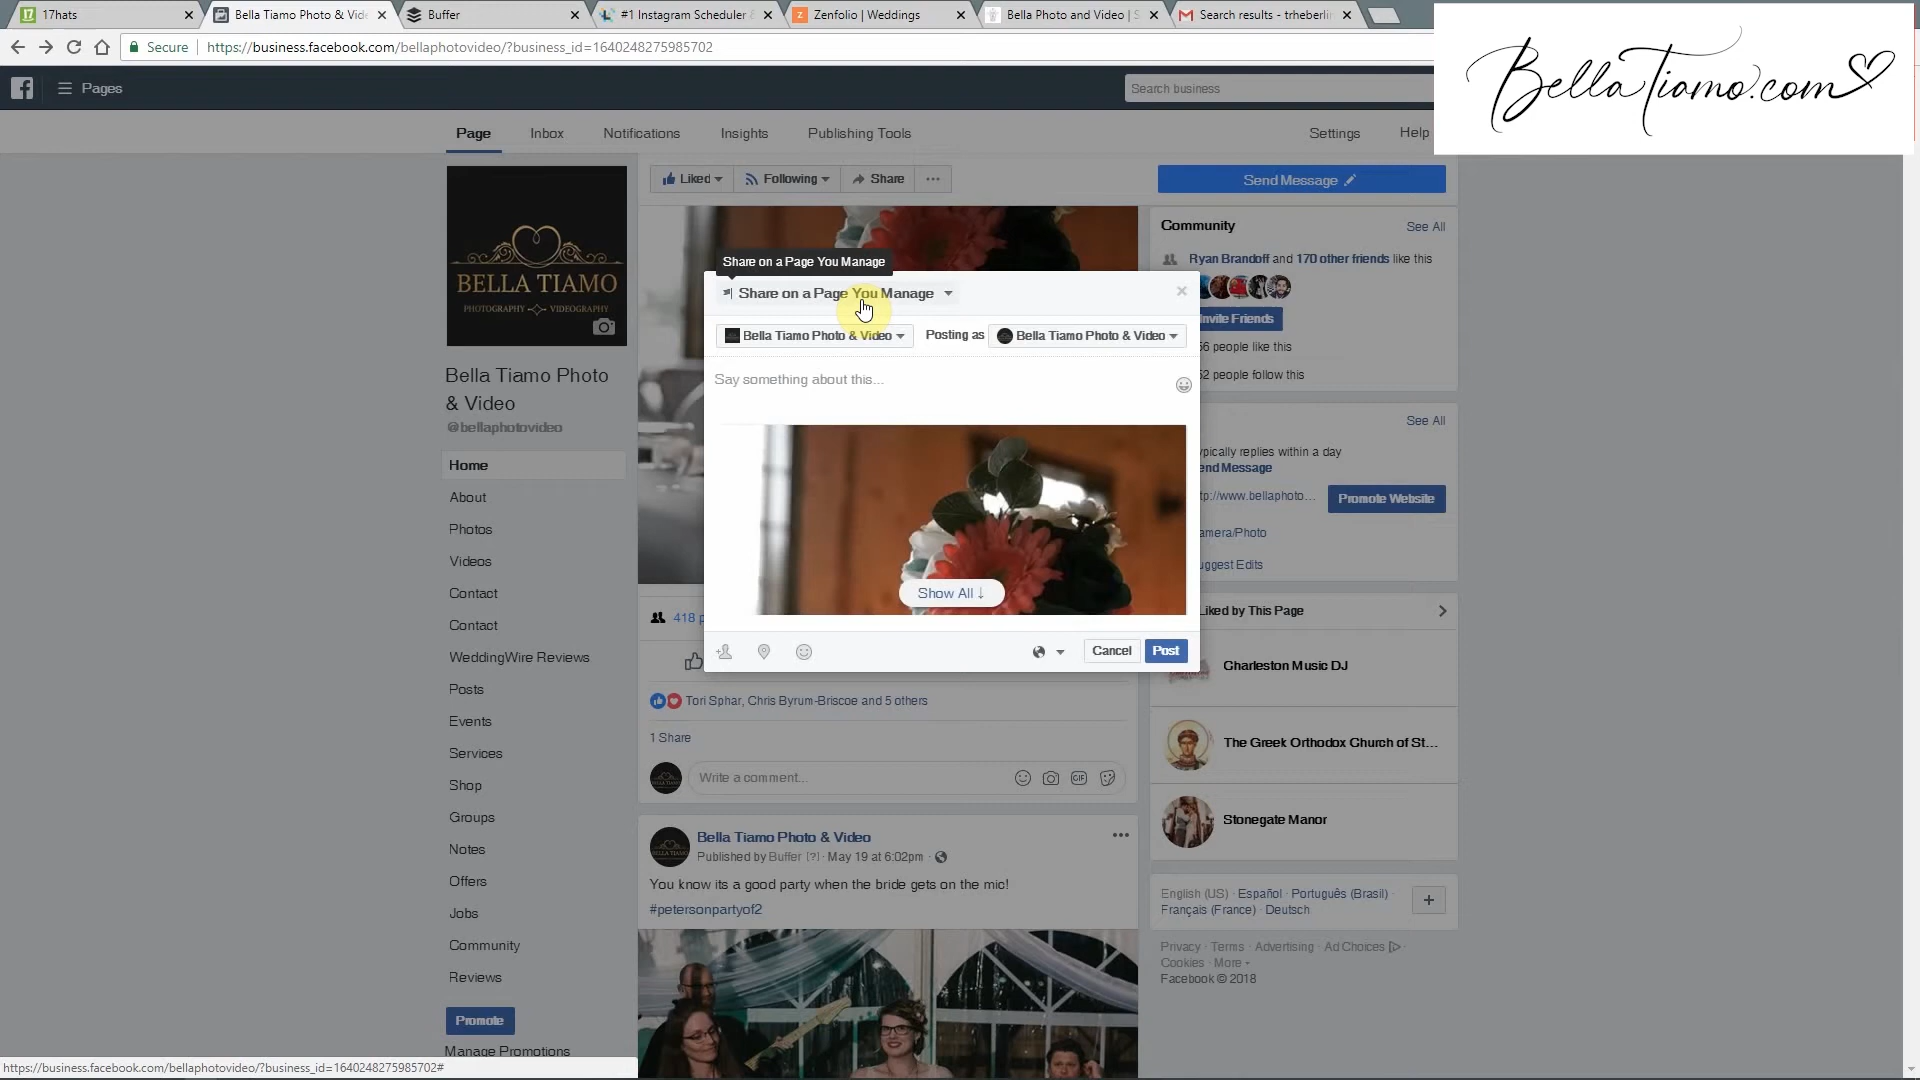 17hats
Bella Tiamo Photo & Vide
Buffer
#1 Instagram Scheduler
Zenfolio | Weddings
Bella Photo and Video | S
Search results - trheberlin
Secure
https://business.facebook.com/bellaphotovideo/?business_id=1640248275985702
BellaTiamo.com
Pages
Search business
Page
Inbox
Notifications
Insights
Publishing Tools
Settings
Help
Liked
Following
Share
Send Message
BELLA TIAMO
PHOTOGRAPHY VIDEOGRAPHY
Bella Tiamo Photo
& Video
@bellaphotovideo
Home
About
Photos
Videos
Contact
Contact
WeddingWire Reviews
Posts
Events
Services
Shop
Groups
Notes
Offers
Jobs
Community
Reviews
Promote
Manage Promotions
Share on a Page You Manage
Share on a Page You Manage
Bella Tiamo Photo & Video
Posting as
Bella Tiamo Photo & Video
Say something about this...
Show All ↓
Cancel
Post
418 p
Tori Sphar, Chris Byrum-Briscoe and 5 others
1 Share
BELLA TIAMO
Write a comment...
GIF
BELLA TIAMO
Bella Tiamo Photo & Video
Published by Buffer [?] · May 19 at 6:02pm ·
You know its a good party when the bride gets on the mic!
#petersonpartyof2
Community
See All
Ryan Brandoff and 170 other friends like this
Invite Friends
56 people like this
52 people follow this
See All
ypically replies within a day
end Message
tp://www.bellaphoto...
Promote Website
amera/Photo
uggest Edits
Liked by This Page
Charleston Music DJ
The Greek Orthodox Church of St...
Stonegate Manor
English (US) · Español · Português (Brasil) ·
Français (France) · Deutsch
Privacy · Terms · Advertising · Ad Choices ·
Cookies · More
Facebook © 2018
https://business.facebook.com/bellaphotovideo/?business_id=1640248275985702#